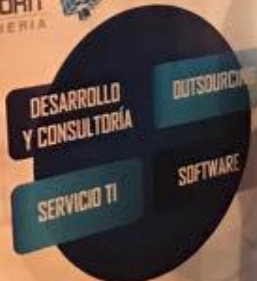 ERIA
DESARROLLO
Y CONSULTORÍA
OUTSOURCING
SERVICIO TI
SOFTWARE